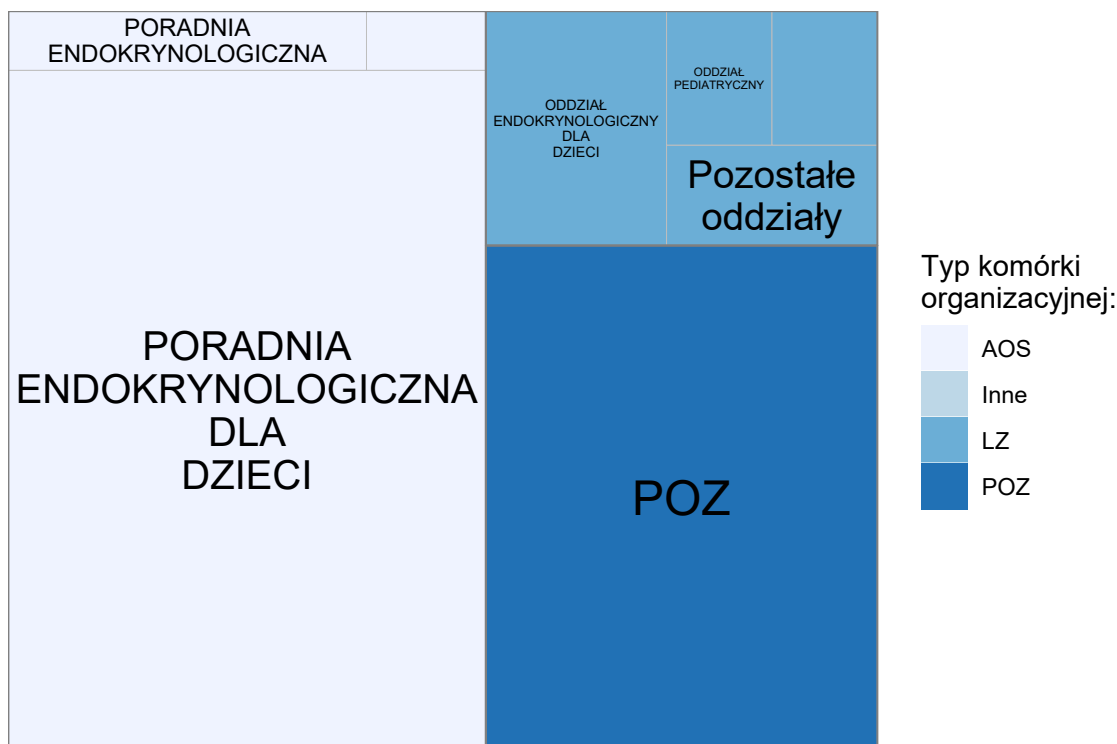 PORADNIA
ENDOKRYNOLOGICZNA
ODDZIAŁ
PEDIATRYCZNY
ODDZIAŁ
ENDOKRYNOLOGICZNY
DLA
DZIECI
Pozostałe
oddziały
PORADNIA
ENDOKRYNOLOGICZNA
DLA
DZIECI
POZ
Typ komórki
organizacyjnej:
AOS
Inne
LZ
POZ